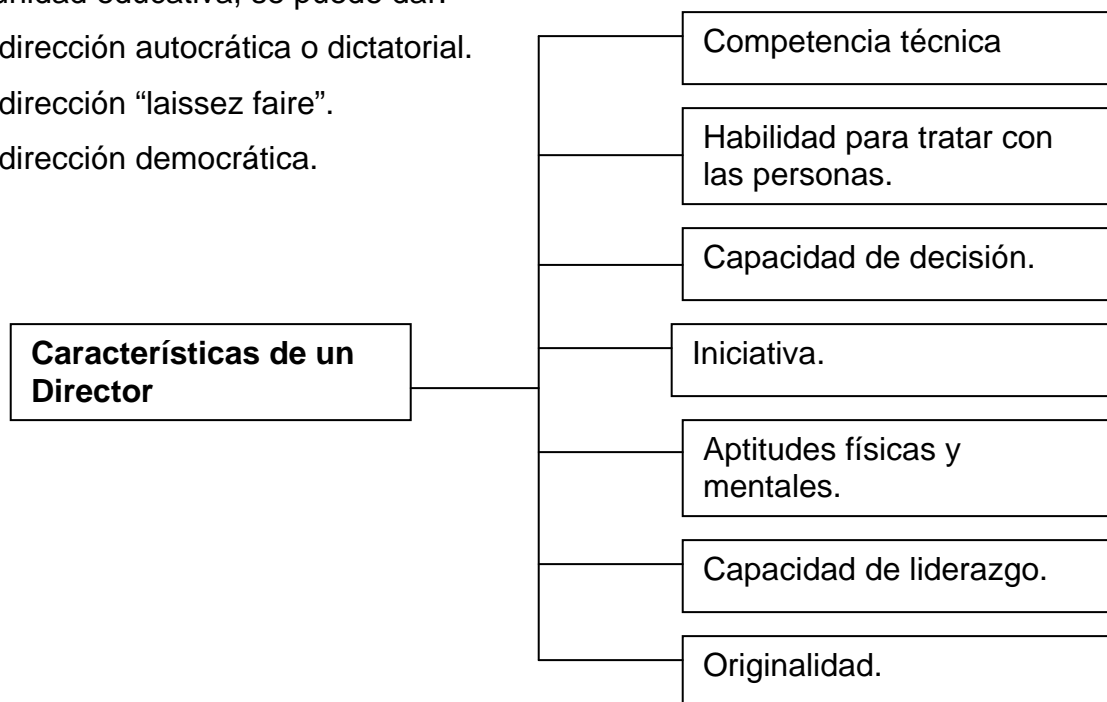 unidad educativa, se puede dar:
dirección autocrática o dictatorial.
dirección “laissez faire”.
dirección democrática.
Características de un
Director
Competencia técnica
Habilidad para tratar con
las personas.
Capacidad de decisión.
Iniciativa.
Aptitudes físicas y
mentales.
Capacidad de liderazgo.
Originalidad.